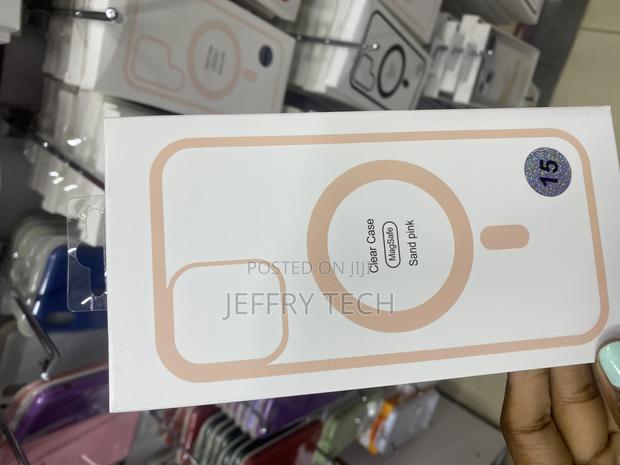 Clear Case
MagSafe
Sand pink
15
POSTED ON JIJI
JEFFRY TECH